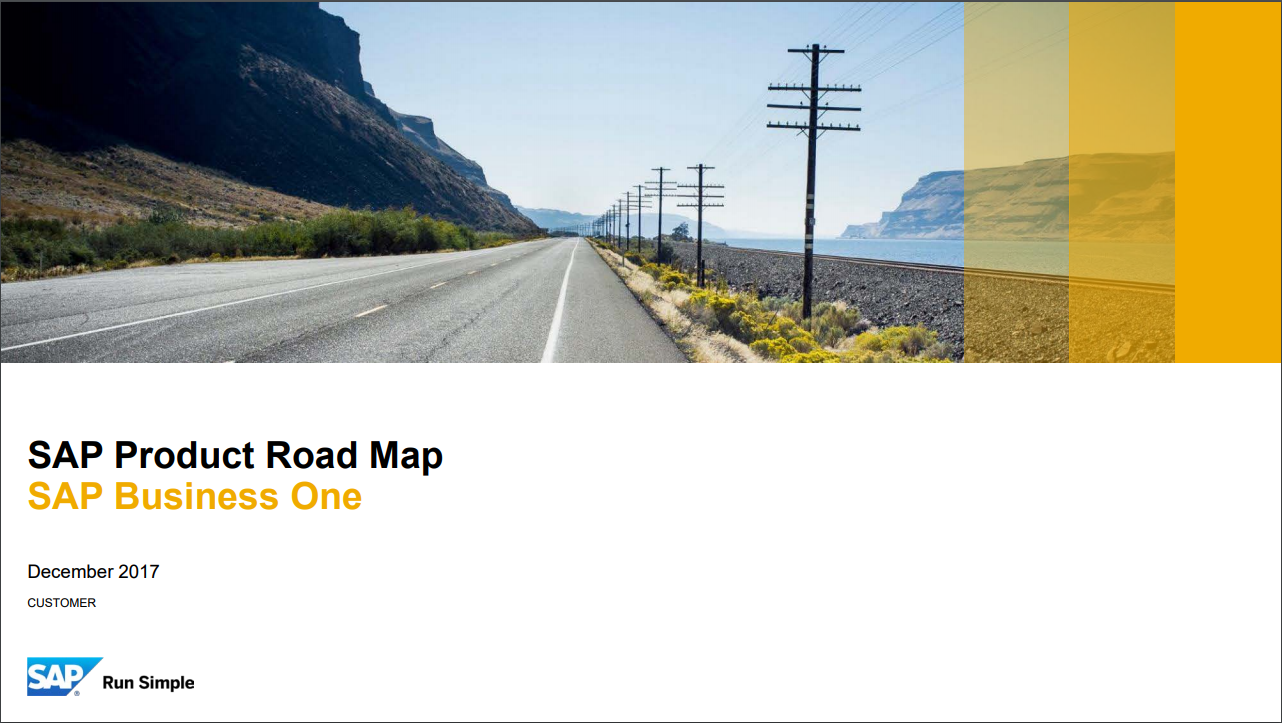 SAP Product Road Map
SAP Business One
December 2017
CUSTOMER
SAP® Run Simple